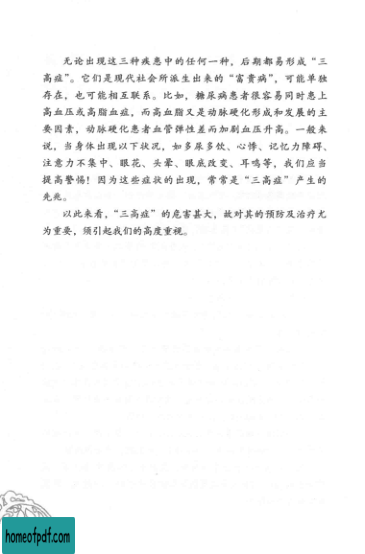 无论出现这三种疾患中的任何一种，后期都易形成“三
高症”。它们是现代社会所派生出来的“富贵病”，可能单独
存在，也可能相互联系。比如，糖尿病患者很容易同时患上
高血压或高脂血症，而高血脂又是动脉硬化形成和发展的主
要因素，动脉硬化患者血管弹性差而加剧血压升高。一般来
说，当身体出现以下状况，如多尿多饮、心悸、记忆力障碍、
注意力不集中、眼花、头晕、眼底改变、耳鸣等，我们应当
提高警惕！因为这些症状的出现，常常是“三高症”产生的
先兆。
以此来看，“三高症”的危害甚大，故对其的预防及治疗尤
为重要，须引起我们的高度重视。
homeofpdf.com